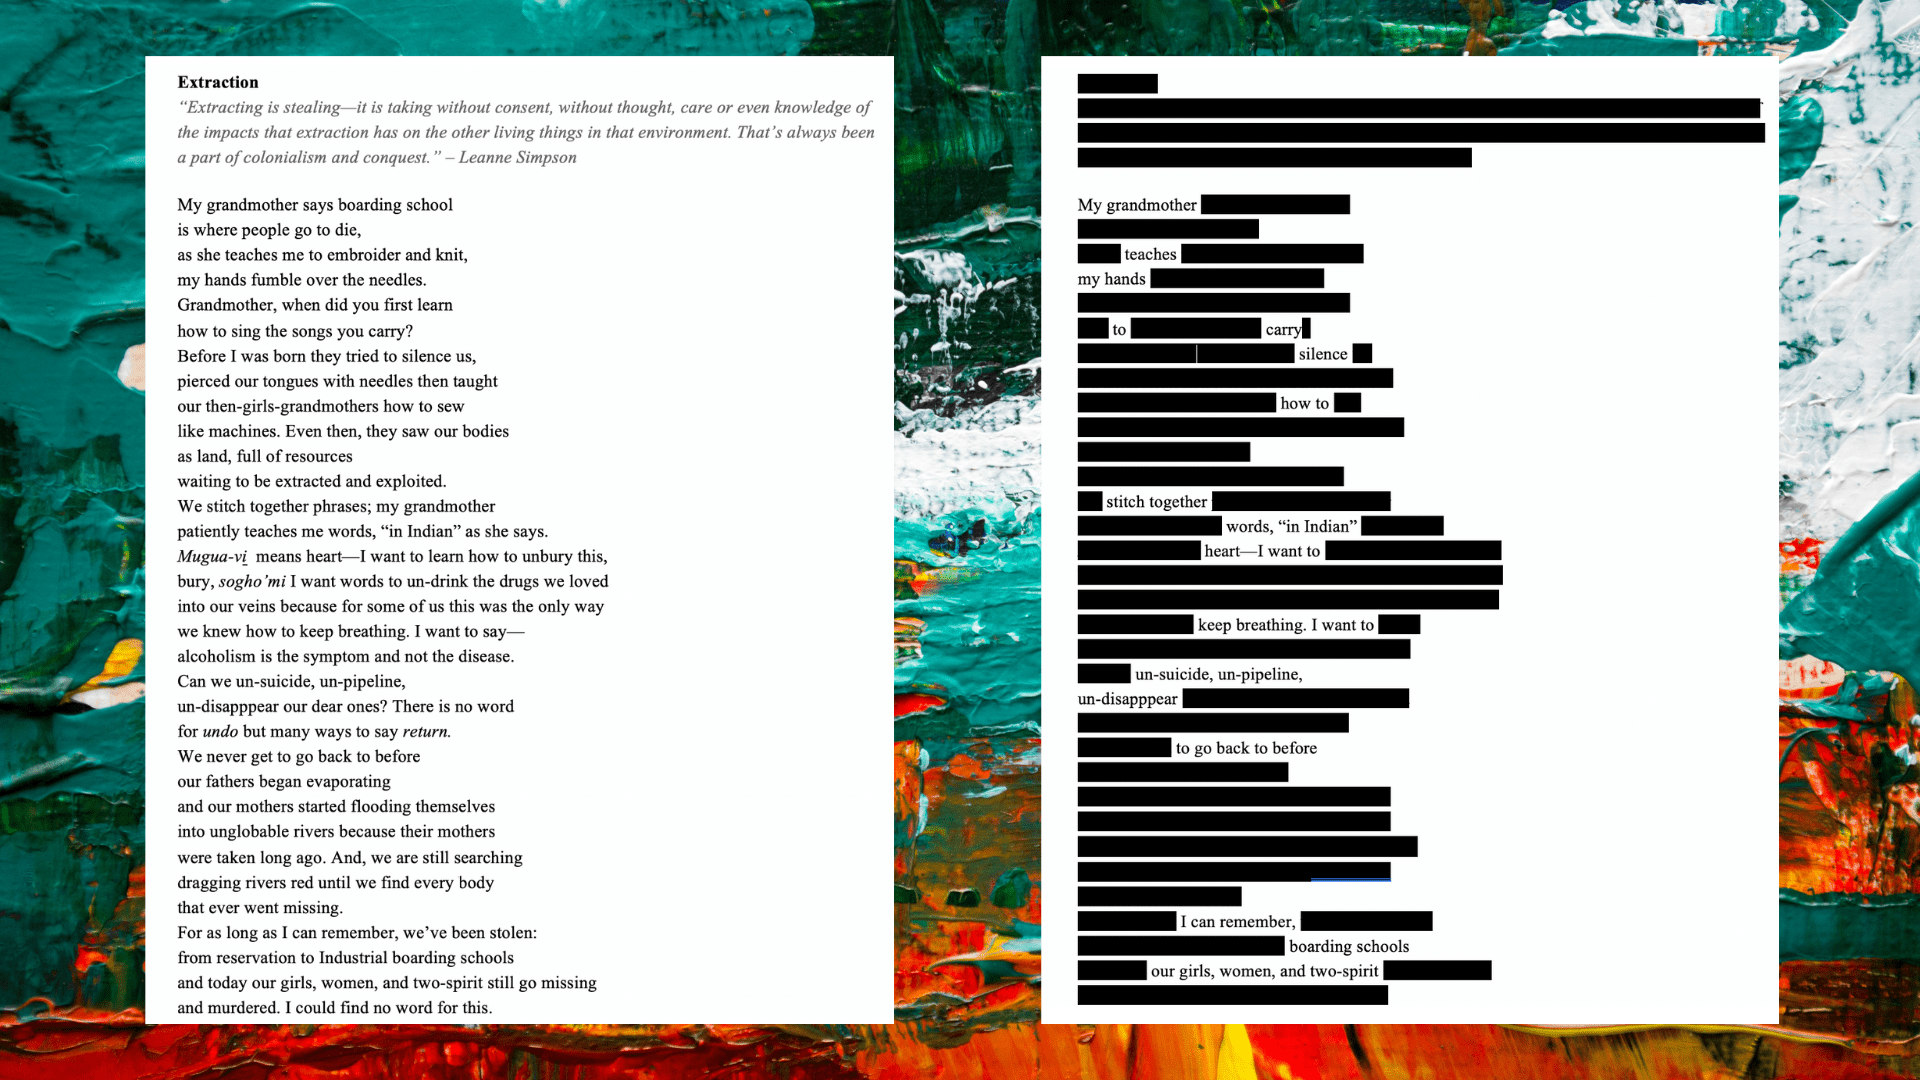 Extraction
“Extracting is stealing—it is taking without consent, without thought, care or even knowledge of
the impacts that extraction has on the other living things in that environment. That’s always been
a part of colonialism and conquest.” – Leanne Simpson
My grandmother says boarding school
is where people go to die,
as she teaches me to embroider and knit,
my hands fumble over the needles.
Grandmother, when did you first learn
how to sing the songs you carry?
Before I was born they tried to silence us,
pierced our tongues with needles then taught
our then-girls-grandmothers how to sew
like machines. Even then, they saw our bodies
as land, full of resources
waiting to be extracted and exploited.
We stitch together phrases; my grandmother
patiently teaches me words, “in Indian” as she says.
Mugua-vi̲ means heart—I want to learn how to unbury this,
bury, sogho’mi I want words to un-drink the drugs we loved
into our veins because for some of us this was the only way
we knew how to keep breathing. I want to say—
alcoholism is the symptom and not the disease.
Can we un-suicide, un-pipeline,
un-disapppear our dear ones? There is no word
for undo but many ways to say return.
We never get to go back to before
our fathers began evaporating
and our mothers started flooding themselves
into unglobable rivers because their mothers
were taken long ago. And, we are still searching
dragging rivers red until we find every body
that ever went missing.
For as long as I can remember, we’ve been stolen:
from reservation to Industrial boarding schools
and today our girls, women, and two-spirit still go missing
and murdered. I could find no word for this.
My grandmother
teaches
my hands
to carry
silence
how to
stitch together
words, “in Indian”
heart—I want to
keep breathing. I want to
un-suicide, un-pipeline,
un-disapppear
to go back to before
I can remember,
boarding schools
our girls, women, and two-spirit